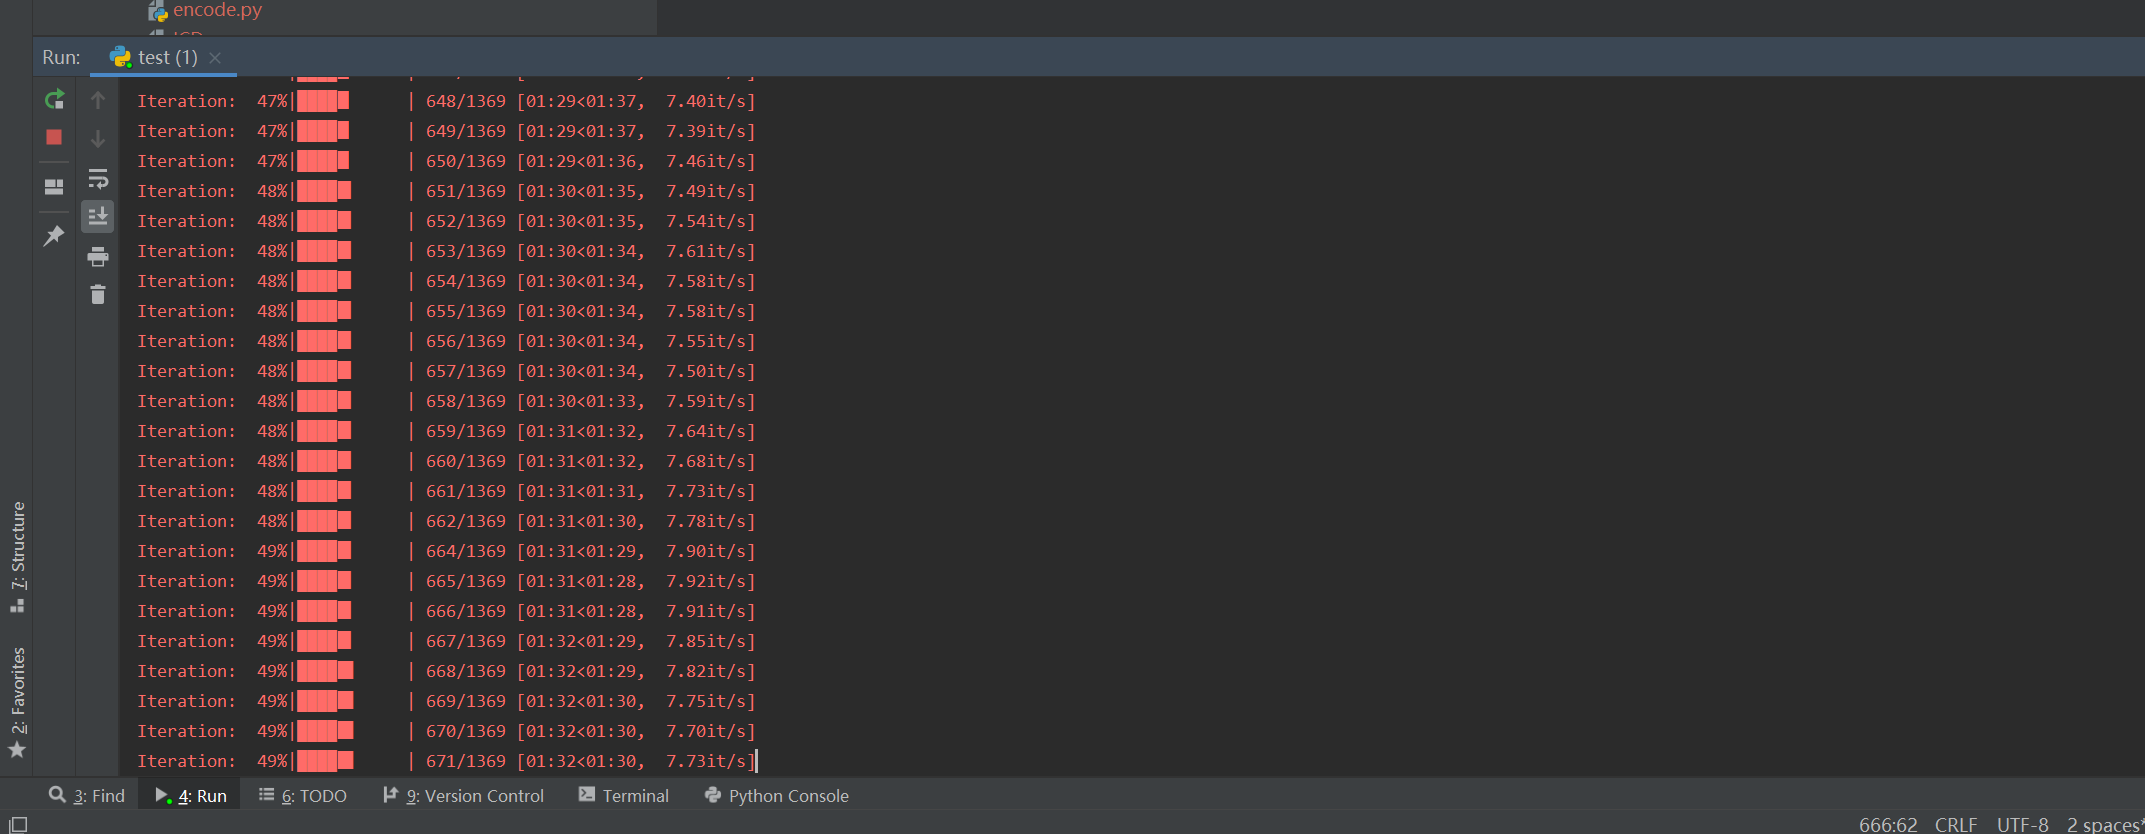 encode.py
Run: test (1)
Iteration: 47%| | 648/1369 [01:29<01:37, 7.40it/s]
Iteration: 47%| | 649/1369 [01:29<01:37, 7.39it/s]
Iteration: 47%| | 650/1369 [01:29<01:36, 7.46it/s]
Iteration: 48%| | 651/1369 [01:30<01:35, 7.49it/s]
Iteration: 48%| | 652/1369 [01:30<01:35, 7.54it/s]
Iteration: 48%| | 653/1369 [01:30<01:34, 7.61it/s]
Iteration: 48%| | 654/1369 [01:30<01:34, 7.58it/s]
Iteration: 48%| | 655/1369 [01:30<01:34, 7.58it/s]
Iteration: 48%| | 656/1369 [01:30<01:34, 7.55it/s]
Iteration: 48%| | 657/1369 [01:30<01:34, 7.50it/s]
Iteration: 48%| | 658/1369 [01:30<01:33, 7.59it/s]
Iteration: 48%| | 659/1369 [01:31<01:32, 7.64it/s]
Iteration: 48%| | 660/1369 [01:31<01:32, 7.68it/s]
Iteration: 48%| | 661/1369 [01:31<01:31, 7.73it/s]
Iteration: 48%| | 662/1369 [01:31<01:30, 7.78it/s]
Iteration: 49%| | 664/1369 [01:31<01:29, 7.90it/s]
Iteration: 49%| | 665/1369 [01:31<01:28, 7.92it/s]
Iteration: 49%| | 666/1369 [01:31<01:28, 7.91it/s]
Iteration: 49%| | 667/1369 [01:32<01:29, 7.85it/s]
Iteration: 49%| | 668/1369 [01:32<01:29, 7.82it/s]
Iteration: 49%| | 669/1369 [01:32<01:30, 7.75it/s]
Iteration: 49%| | 670/1369 [01:32<01:30, 7.70it/s]
Iteration: 49%| | 671/1369 [01:32<01:30, 7.73it/s]
7: Structure
2: Favorites
3: Find 4: Run 6: TODO 9: Version Control Terminal Python Console
666:62 CRLF UTF-8 2 spaces*